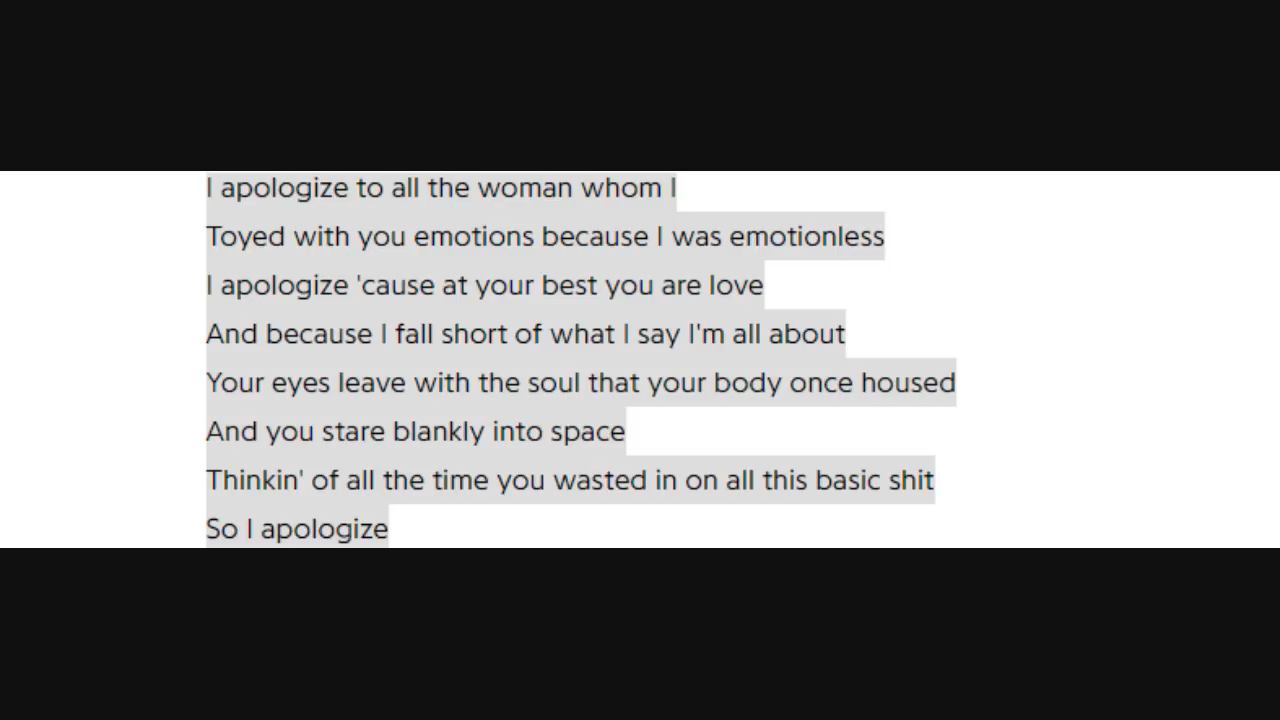 I apologize to all the woman whom I
Toyed with you emotions because I was emotionless
I apologize 'cause at your best you are love
And because I fall short of what I say I'm all about
Your eyes leave with the soul that your body once housed
And you stare blankly into space
Thinkin' of all the time you wasted in on all this basic shit
So I apologize